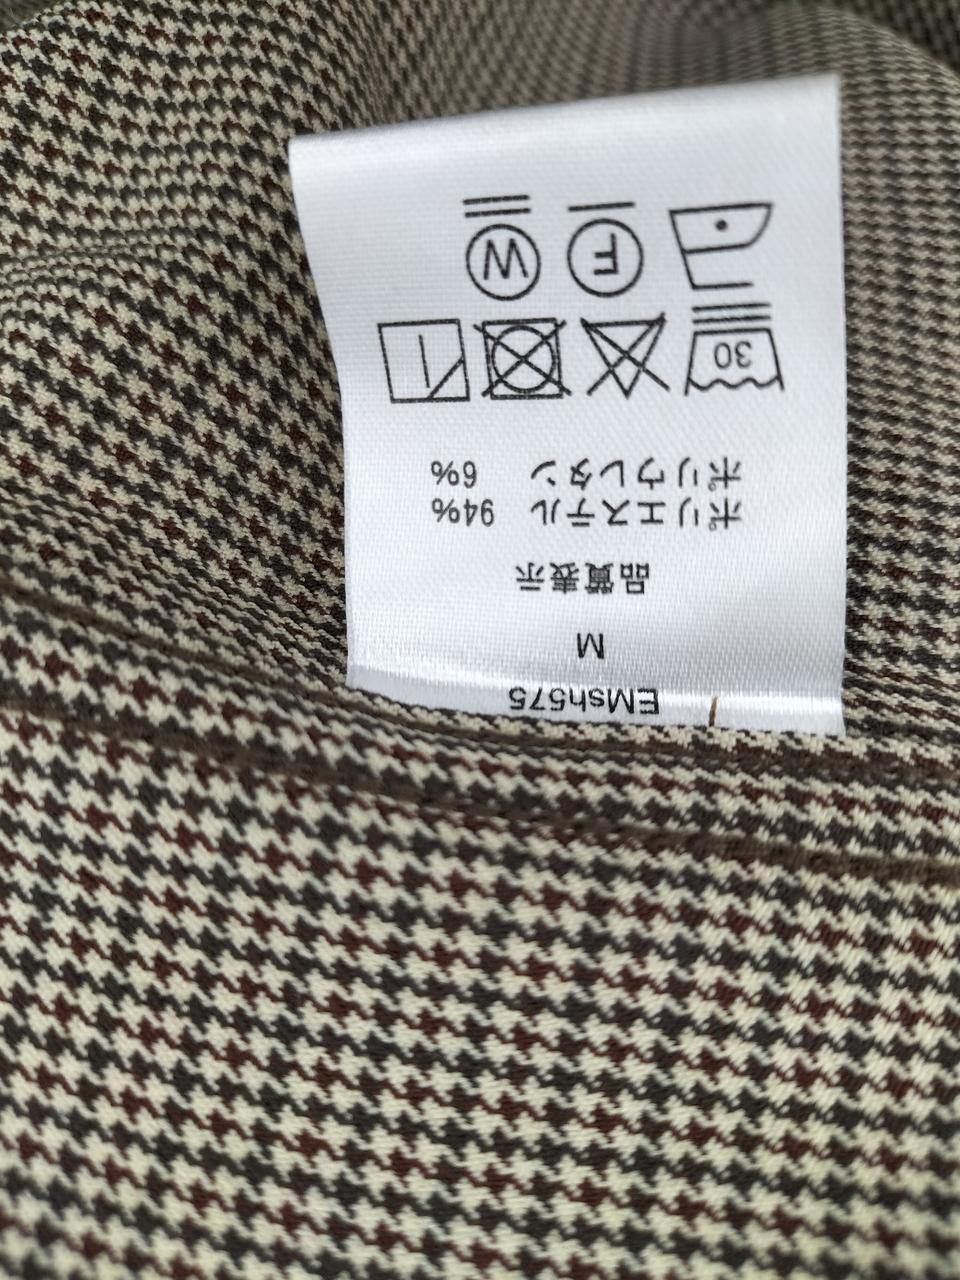 EMsh575
M
品質表示
ポリエステル 94%
ポリウレタン 6%
30
F W